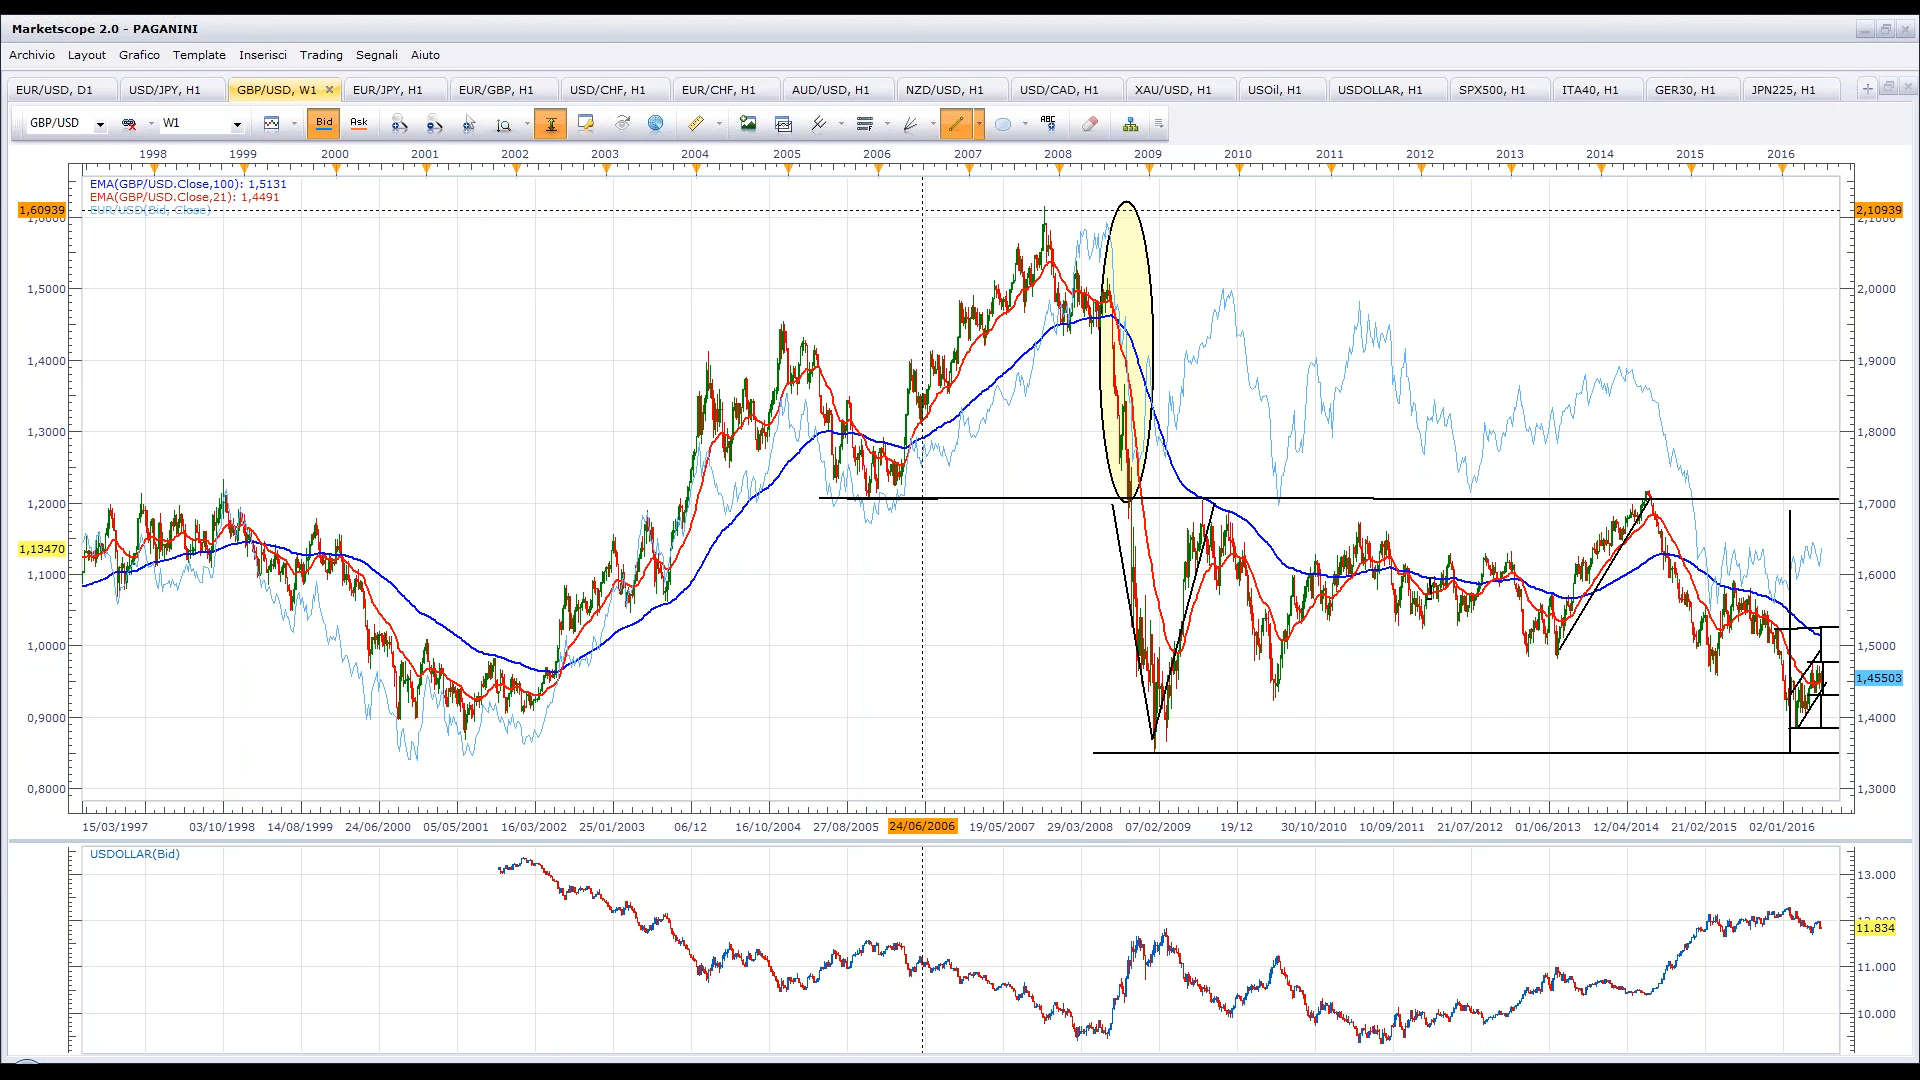 Marketscope 2.0 - PAGANINI
Archivio Layout Grafico Template Inserisci Trading Segnali Aiuto
EUR/USD, D1 USD/JPY, H1 GBP/USD, W1 EUR/JPY, H1 EUR/GBP, H1 USD/CHF, H1 EUR/CHF, H1 AUD/USD, H1 NZD/USD, H1 USD/CAD, H1 XAU/USD, H1 USOil, H1 USDOLLAR, H1 SPX500, H1 ITA40, H1 GER30, H1 JPN225, H1
GBP/USD W1 Bid Ask ABC
1998 1999 2000 2001 2002 2003 2004 2005 2006 2007 2008 2009 2010 2011 2012 2013 2014 2015 2016
EMA(GBP/USD.Close,100): 1,5131
EMA(GBP/USD.Close,21): 1,4491
EUR/USD(Bid, Close)
1,60939 2,10939
1,5000 2,0000
1,4000 1,9000
1,3000 1,8000
1,2000 1,7000
1,13470
1,1000 1,6000
1,0000 1,5000
1,45503
0,9000 1,4000
0,8000 1,3000
15/03/1997 03/10/1998 14/08/1999 24/06/2000 05/05/2001 16/03/2002 25/01/2003 06/12 16/10/2004 27/08/2005 24/06/2006 19/05/2007 29/03/2008 07/02/2009 19/12 30/10/2010 10/09/2011 21/07/2012 01/06/2013 12/04/2014 21/02/2015 02/01/2016
USDOLLAR(Bid)
13.000
11.834
11.000
10.000